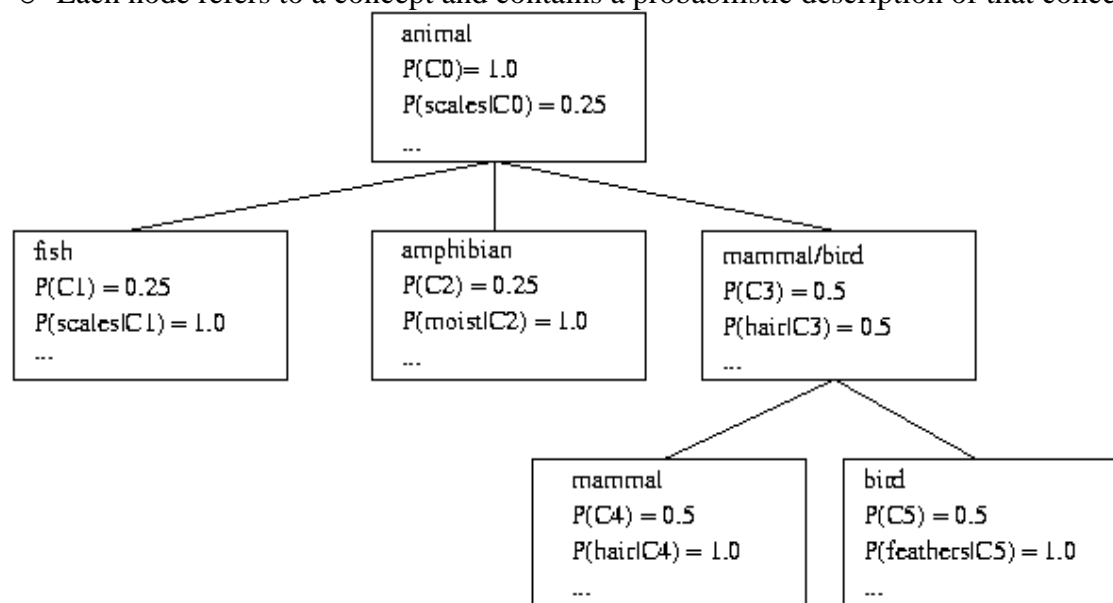 ○ Each node refers to a concept and contains a probabilistic description of that
animal
P(C0)= 1.0
P(scales|C0) = 0.25
...
fish
P(C1) = 0.25
P(scales|C1) = 1.0
...
amphibian
P(C2) = 0.25
P(moist|C2) = 1.0
...
mammal/bird
P(C3) = 0.5
P(hair|C3) = 0.5
...
mammal
P(C4) = 0.5
P(hair|C4) = 1.0
...
bird
P(C5) = 0.5
P(feathers|C5) = 1.0
...